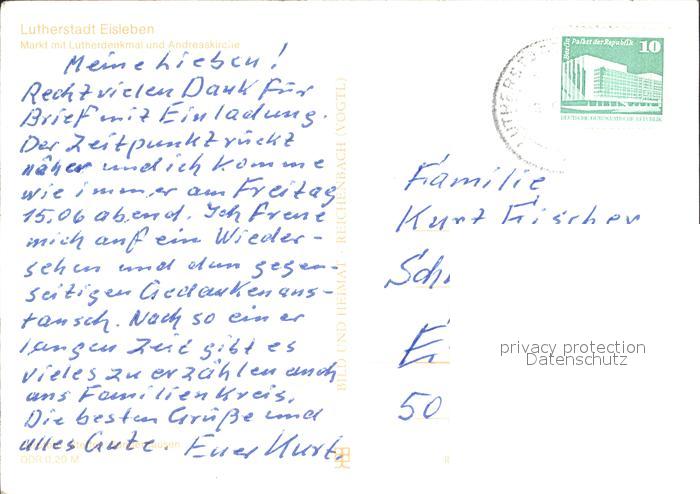 Lutherstadt Eisleben
Markt mit Lutherdenkmal und Andreaskirche
Meine Lieben!
Recht vielen Dank für
Brief mit Einladung.
Der Zeitpunkt rückt
näher und ich komme
wie immer am Freitag
15.06 abend. Ich freue
mich auf ein Wieder-
sehen und den gegen-
seitigen Gedankenaus-
tausch. Nach so einer
langen Zeit gibt es
vieles zu erzählen auch
aus Familienkreis.
Die besten Grüße und
alles Gute. Euer Kurt.
DDR 0,20 M
BILD UND HEIMAT · REICHENBACH (VOGTL)
Berlin Palast der Republik 10
DEUTSCHE DEMOKRATISCHE REPUBLIK
Familie
Kurt Fischer
Sch
Ei
50
privacy protection
Datenschutz